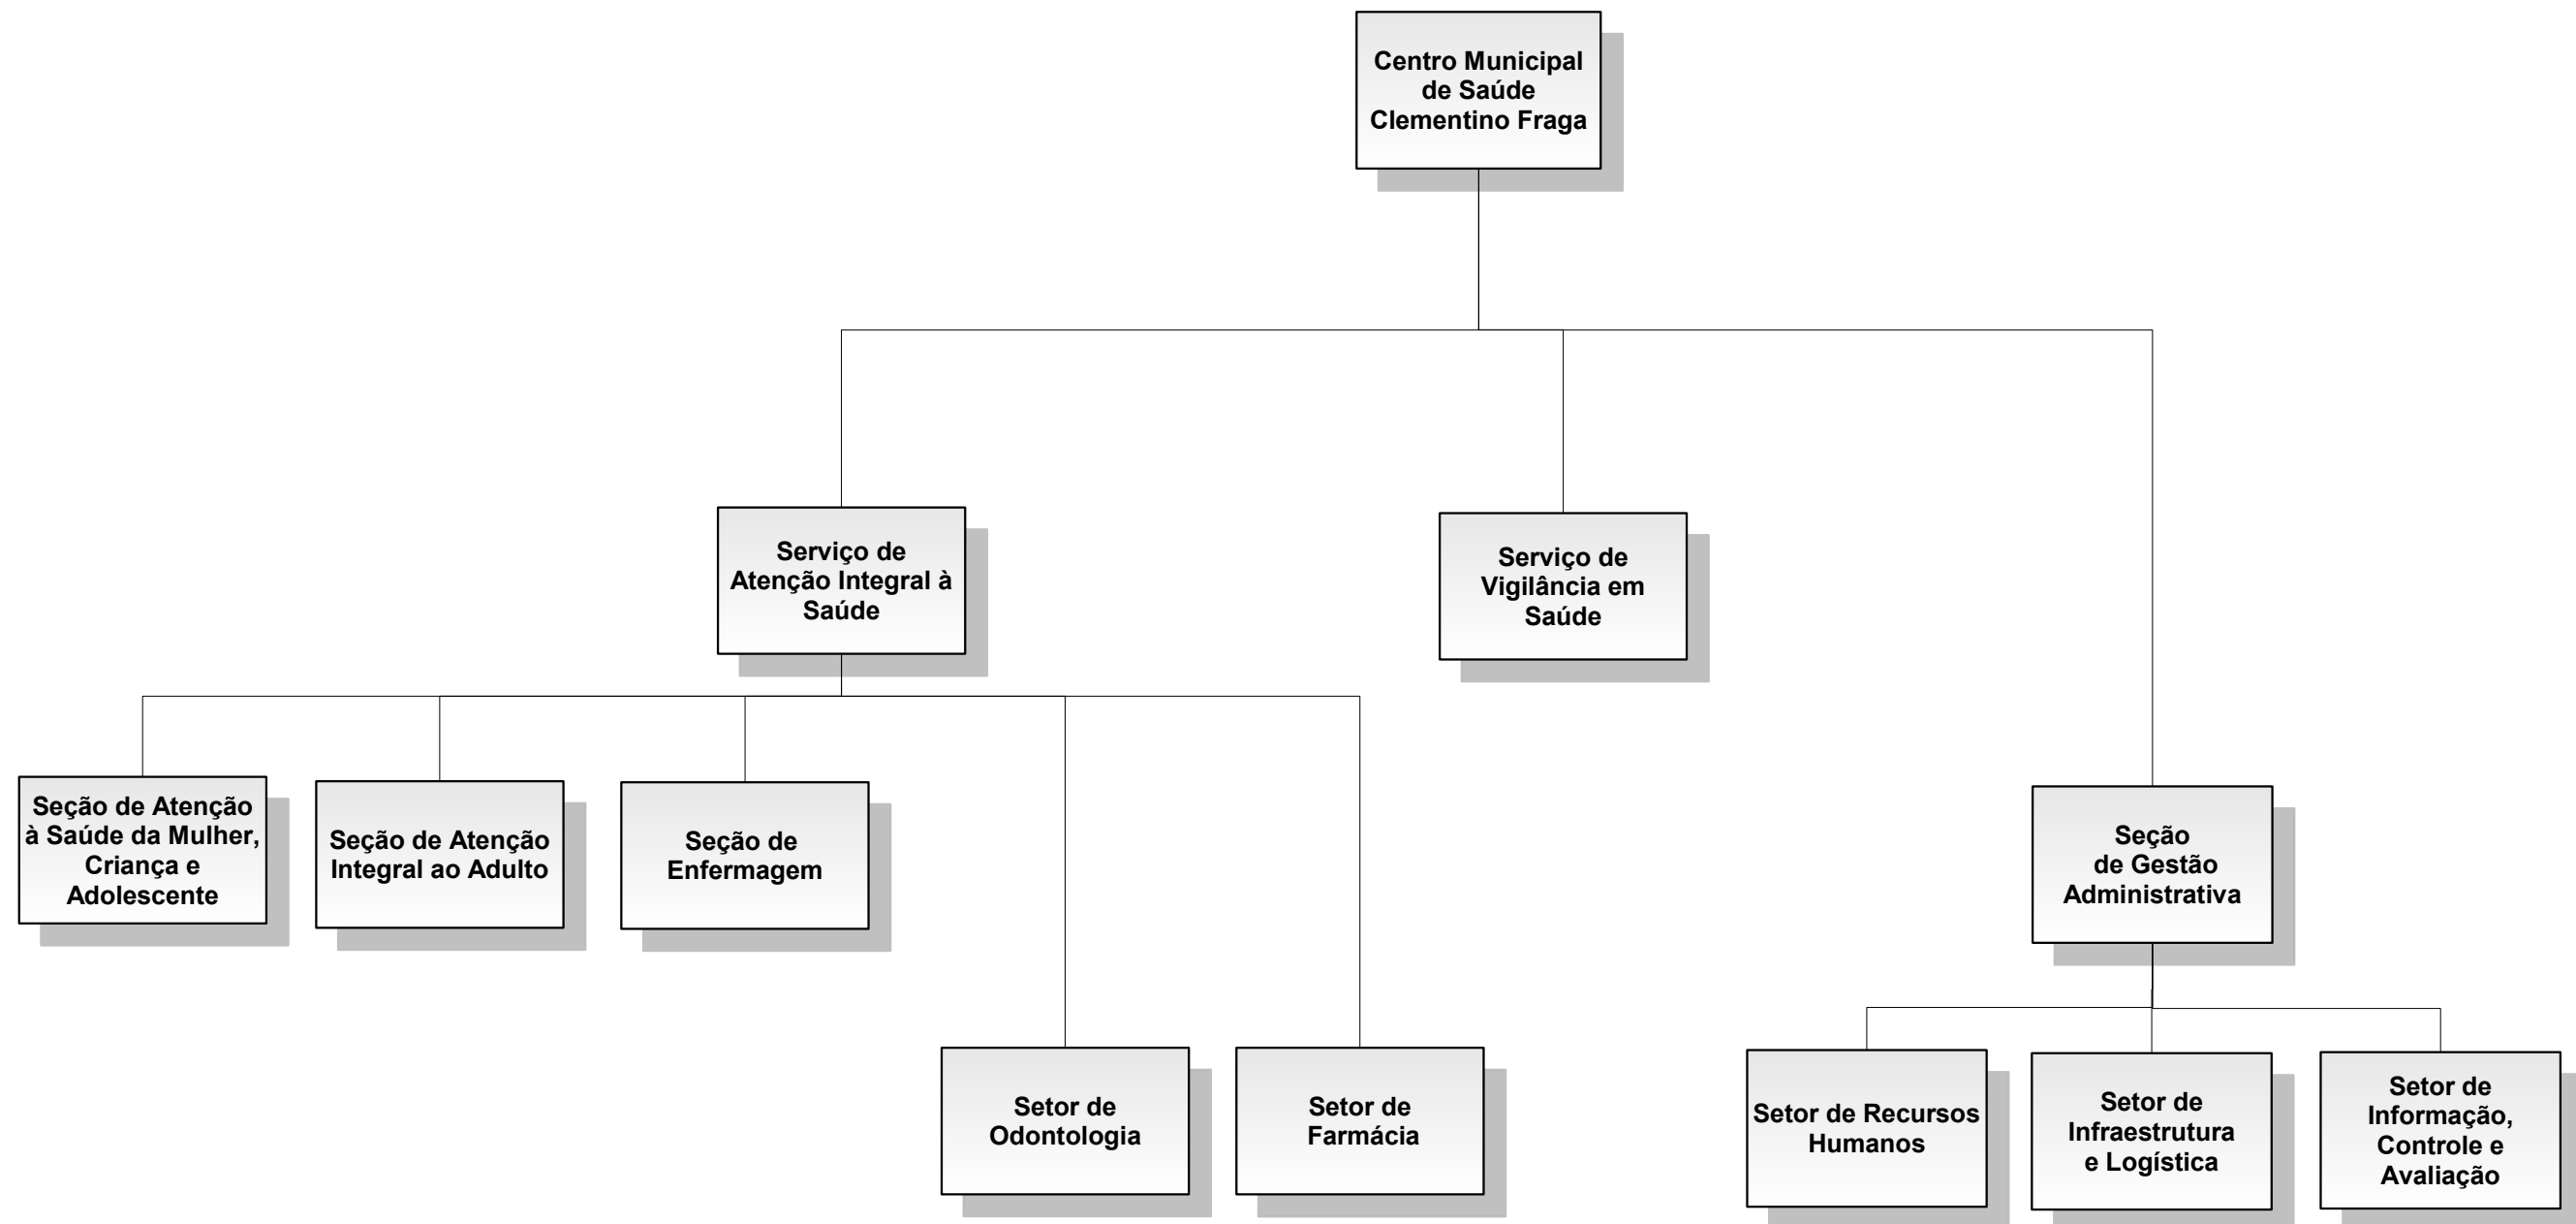 Centro Municipal
de Saúde
Clementino Fraga
Serviço de
Atenção Integral à
Saúde
Serviço de
Vigilância em
Saúde
Seção de Atenção
à Saúde da Mulher,
Criança e
Adolescente
Seção de Atenção
Integral ao Adulto
Seção de
Enfermagem
Seção
de Gestão
Administrativa
Setor de
Odontologia
Setor de
Farmácia
Setor de Recursos
Humanos
Setor de
Infraestrutura
e Logística
Setor de
Informação,
Controle e
Avaliação